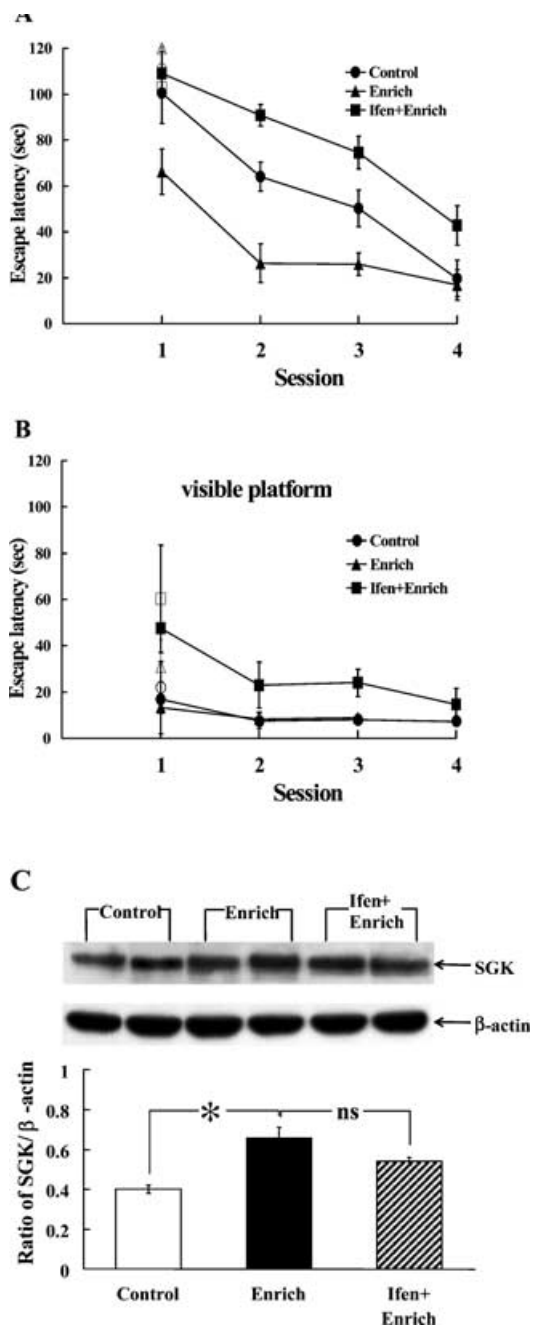 A
120
100
80
60
40
20
0
Escape latency (sec)
Control
Enrich
Ifen+Enrich
1 2 3 4
Session
B
visible platform
120
100
80
60
40
20
0
Escape latency (sec)
Control
Enrich
Ifen+Enrich
1 2 3 4
Session
C
Control
Enrich
Ifen+
Enrich
SGK
β-actin
Ratio of SGK/β -actin
1
0.8
0.6
0.4
0.2
0
* ns
Control
Enrich
Ifen+
Enrich